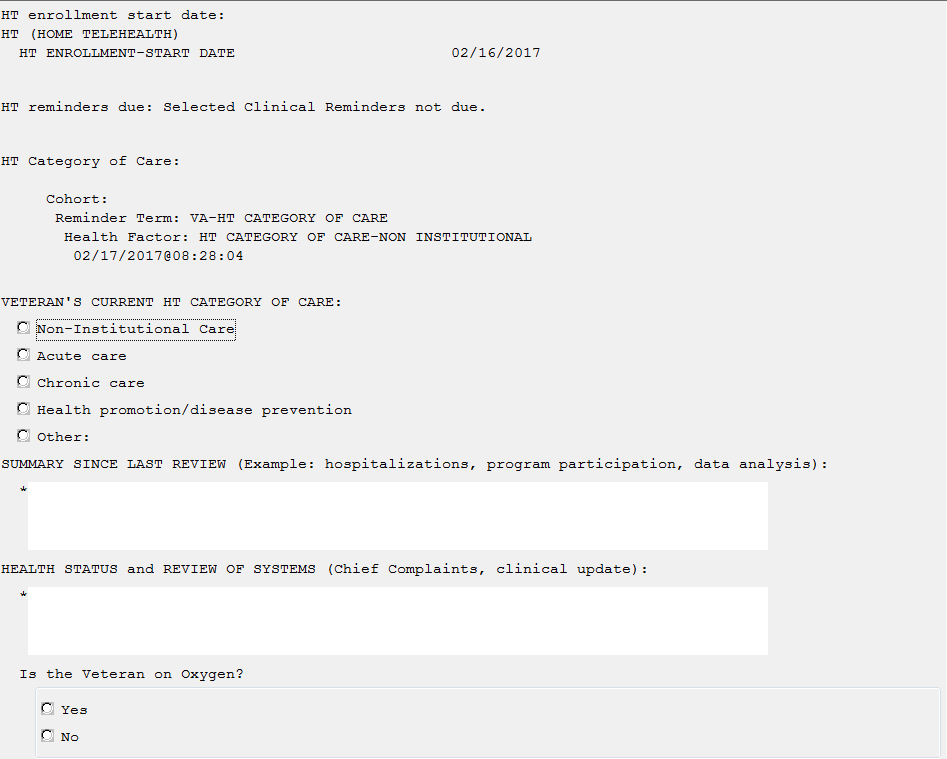 HT enrollment start date:
HT (HOME TELEHEALTH)
HT ENROLLMENT-START DATE 02/16/2017
HT reminders due: Selected Clinical Reminders not due.
HT Category of Care:
Cohort:
Reminder Term: VA-HT CATEGORY OF CARE
Health Factor: HT CATEGORY OF CARE-NON INSTITUTIONAL
02/17/2017@08:28:04
VETERAN'S CURRENT HT CATEGORY OF CARE:
Non-Institutional Care
Acute care
Chronic care
Health promotion/disease prevention
Other:
SUMMARY SINCE LAST REVIEW (Example: hospitalizations, program participation, data analysis):
*
HEALTH STATUS and REVIEW OF SYSTEMS (Chief Complaints, clinical update):
*
Is the Veteran on Oxygen?
Yes
No